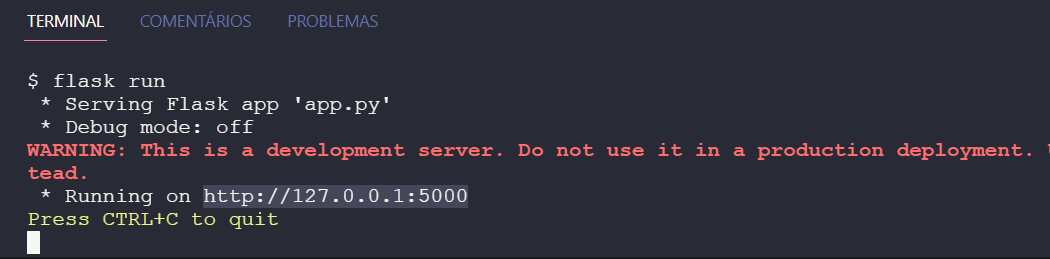 TERMINAL COMENTÁRIOS PROBLEMAS
$ flask run
* Serving Flask app 'app.py'
* Debug mode: off
WARNING: This is a development server. Do not use it in a production deployment.
tead.
* Running on http://127.0.0.1:5000
Press CTRL+C to quit